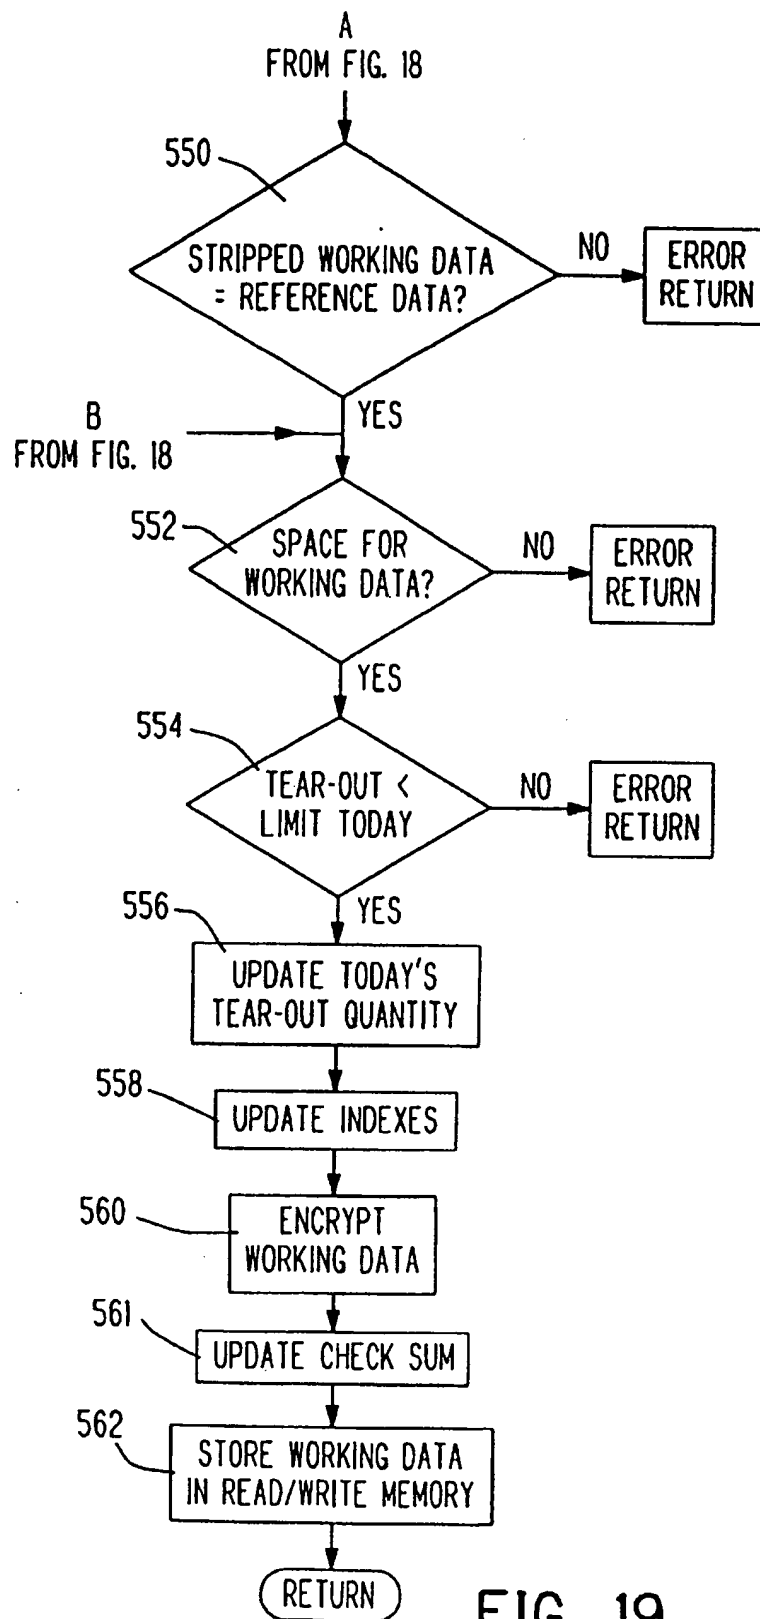 A
FROM FIG. 18
550
STRIPPED WORKING DATA
= REFERENCE DATA?
NO
ERROR
RETURN
YES
B
FROM FIG. 18
552
SPACE FOR
WORKING DATA?
NO
ERROR
RETURN
YES
554
TEAR-OUT <
LIMIT TODAY
NO
ERROR
RETURN
YES
556
UPDATE TODAY'S
TEAR-OUT QUANTITY
558
UPDATE INDEXES
560
ENCRYPT
WORKING DATA
561
UPDATE CHECK SUM
562
STORE WORKING DATA
IN READ/WRITE MEMORY
RETURN
FIG. 19